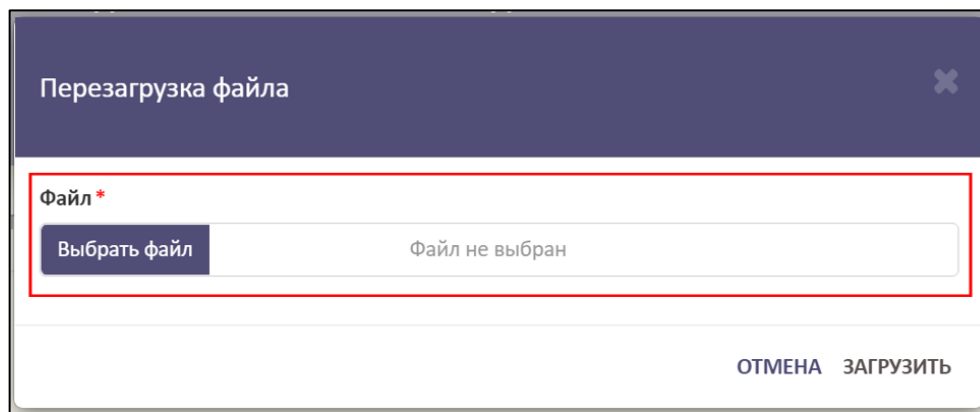 Перезагрузка файла
Файл *
Выбрать файл Файл не выбран
ОТМЕНА ЗАГРУЗИТЬ